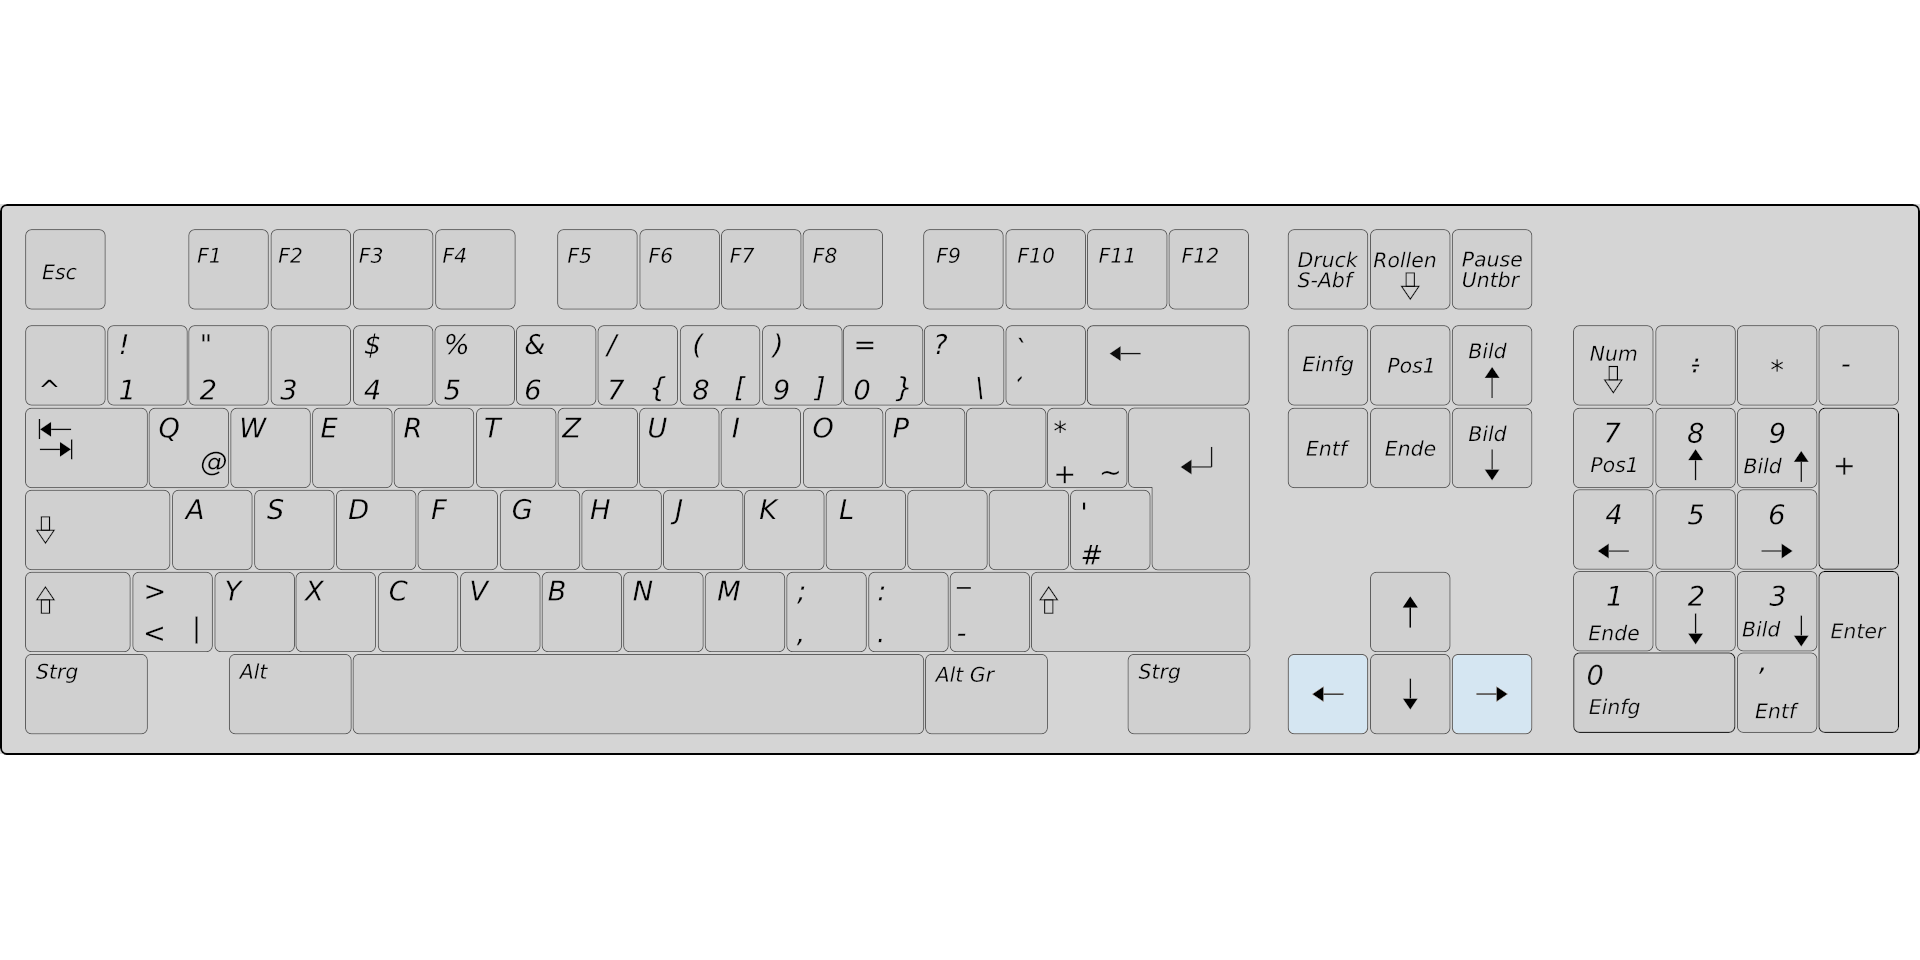 Esc F1 F2 F3 F4 F5 F6 F7 F8 F9 F10 F11 F12 Druck S-Abf Rollen ⇩ Pause Untbr
^ ! 1 " 2 3 $ 4 % 5 & 6 / 7 { ( 8 [ ) 9 ] = 0 } ? \ ` ´ ← Einfg Pos1 Bild ↑ Num ⇩ ÷ * -
Q @ W E R T Z U I O P * + ~ ↵ Entf Ende Bild ↓ 7 Pos1 8 ↑ 9 Bild ↑ +
⇩ A S D F G H J K L ' # 4 ← 5 6 →
⇧ > < | Y X C V B N M ; , : . _ - ⇧ ↑ 1 Ende 2 ↓ 3 Bild ↓ Enter
Strg Alt Alt Gr Strg ← ↓ → 0 Einfg , Entf